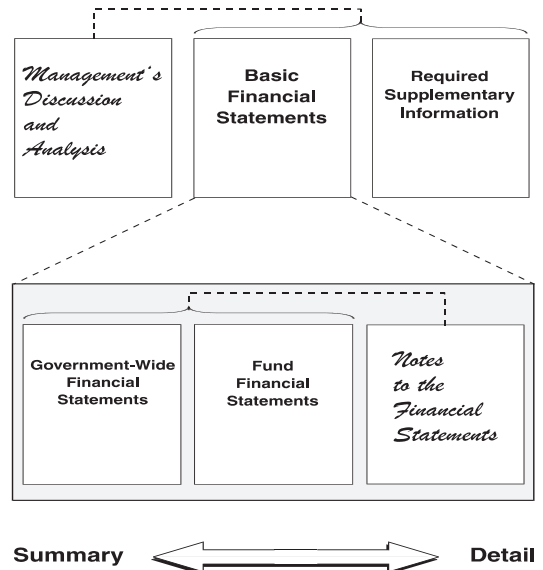 Management's
Discussion
and
Analysis
Basic
Financial
Statements
Required
Supplementary
Information
Government-Wide
Financial
Statements
Fund
Financial
Statements
Notes
to the
Financial
Statements
Summary
Detail